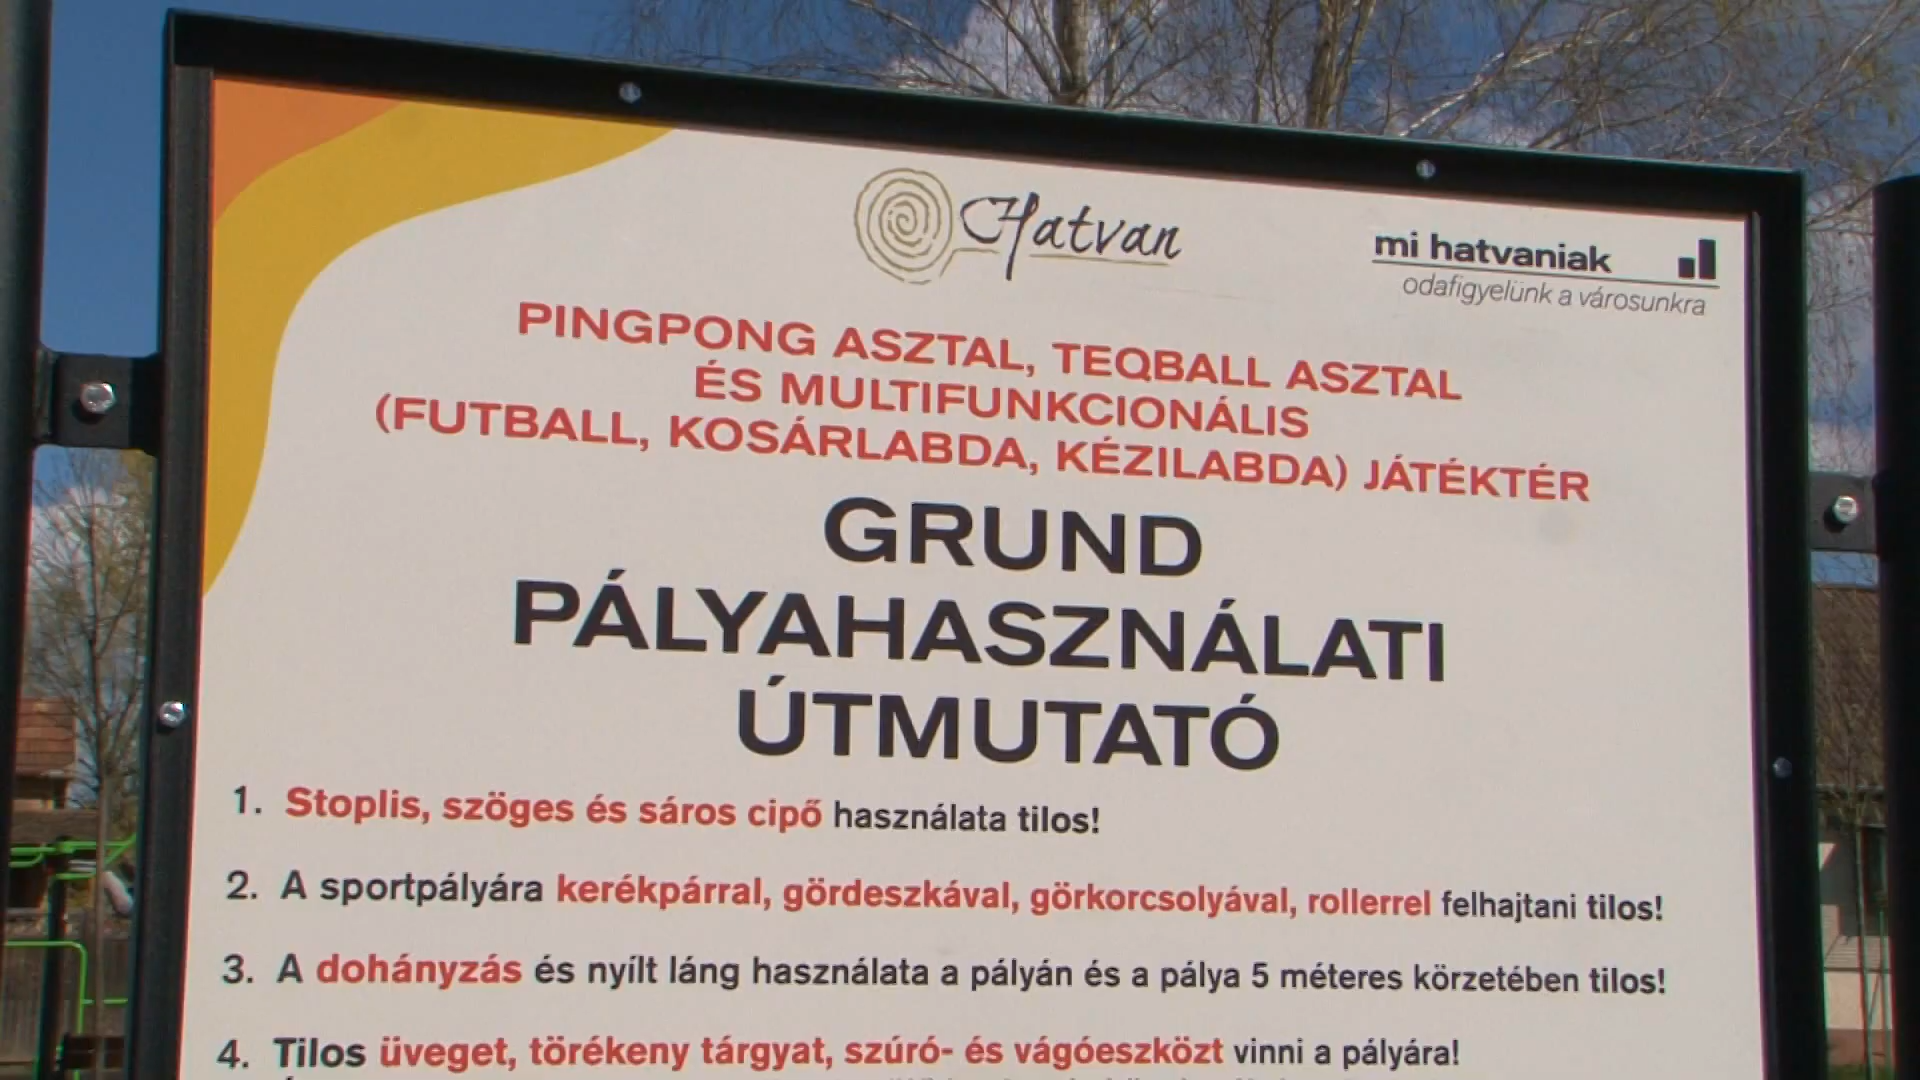 Hatvan
mi hatvaniak
odafigyelünk a városunkra
PINGPONG ASZTAL, TEQBALL ASZTAL
ÉS MULTIFUNKCIONÁLIS
(FUTBALL, KOSÁRLABDA, KÉZILABDA) JÁTÉKTÉR
GRUND
PÁLYAHASZNÁLATI
ÚTMUTATÓ
1. Stoplis, szöges és sáros cipő használata tilos!
2. A sportpályára kerékpárral, gördeszkával, görkorcsolyával, rollerrel felhajtani tilos!
3. A dohányzás és nyílt láng használata a pályán és a pálya 5 méteres körzetében tilos!
4. Tilos üveget, törékeny tárgyat, szúró- és vágóeszközt vinni a pályára!